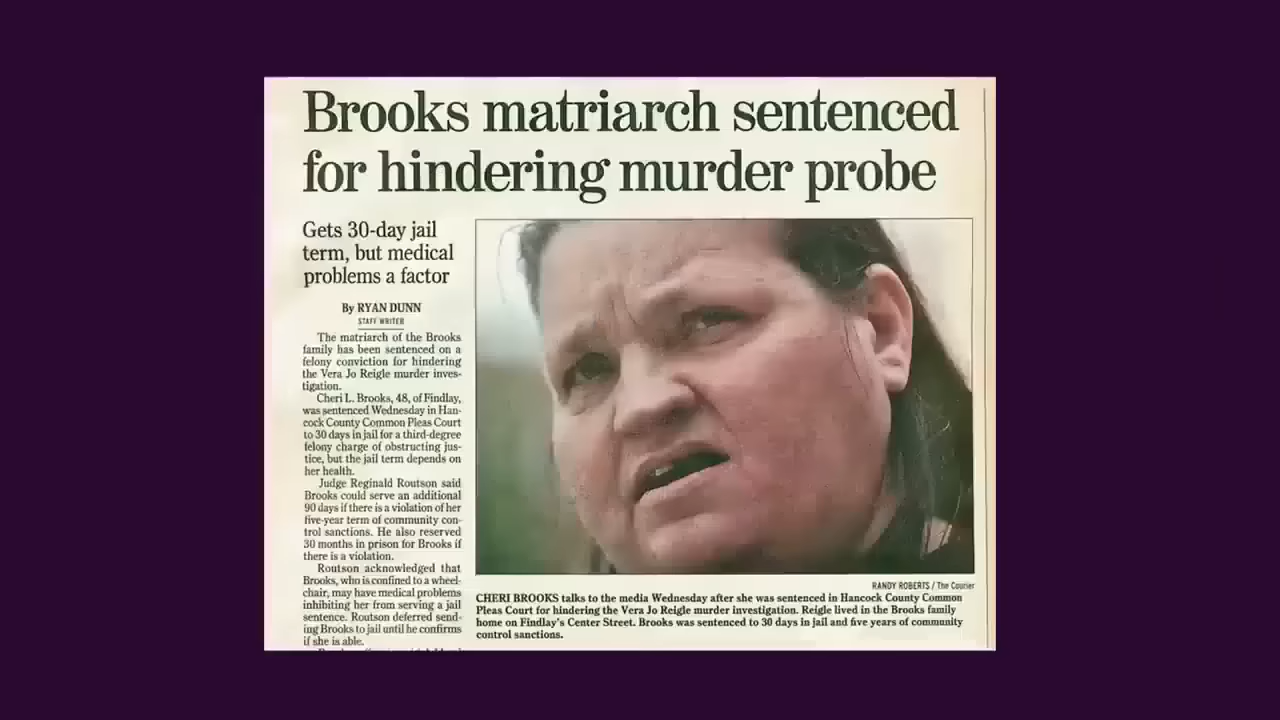 Brooks matriarch sentenced
for hindering murder probe
Gets 30-day jail
term, but medical
problems a factor
By RYAN DUNN
STAFF WRITER
The matriarch of the Brooks
family has been sentenced on a
felony conviction for hindering
the Vera Jo Reigle murder inves-
tigation.
Cheri L. Brooks, 48, of Findlay,
was sentenced Wednesday in Han-
cock County Common Pleas Court
to 30 days in jail for a third-degree
felony charge of obstructing jus-
tice, but the jail term depends on
her health.
Judge Reginald Routson said
Brooks could serve an additional
90 days if there is a violation of her
five-year term of community con-
trol sanctions. He also reserved
30 months in prison for Brooks if
there is a violation.
Routson acknowledged that
Brooks, who is confined to a wheel-
chair, may have medical problems
inhibiting her from serving a jail
sentence. Routson deferred send-
ing Brooks to jail until he confirms
if she is able.
RANDY ROBERTS / The Courier
CHERI BROOKS talks to the media Wednesday after she was sentenced in Hancock County Common
Pleas Court for hindering the Vera Jo Reigle murder investigation. Reigle lived in the Brooks family
home on Findlay's Center Street. Brooks was sentenced to 30 days in jail and five years of community
control sanctions.